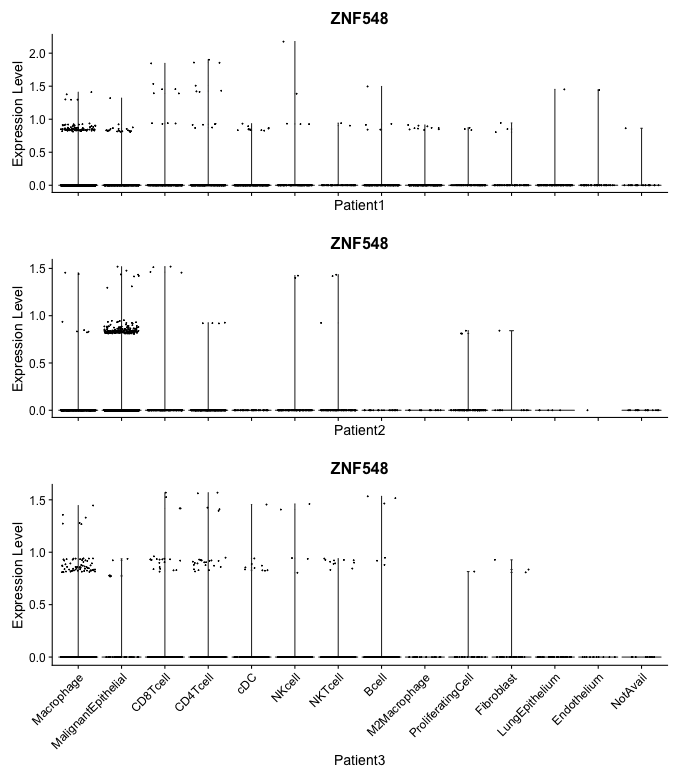 ZNF548
Expression Level
2.0
1.5
1.0
0.5
0.0
Patient1
ZNF548
Expression Level
1.5
1.0
0.5
0.0
Patient2
ZNF548
Expression Level
1.5
1.0
0.5
0.0
Macrophage
MalignantEpithelial
CD8Tcell
CD4Tcell
cDC
NKcell
NKTcell
Bcell
M2Macrophage
ProliferatingCell
Fibroblast
LungEpithelium
Endothelium
NotAvail
Patient3